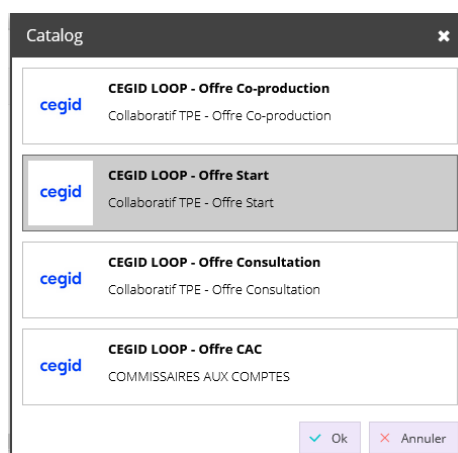 Catalog
cegid
CEGID LOOP - Offre Co-production
Collaboratif TPE - Offre Co-production
cegid
CEGID LOOP - Offre Start
Collaboratif TPE - Offre Start
cegid
CEGID LOOP - Offre Consultation
Collaboratif TPE - Offre Consultation
cegid
CEGID LOOP - Offre CAC
COMMISSAIRES AUX COMPTES
Ok
Annuler